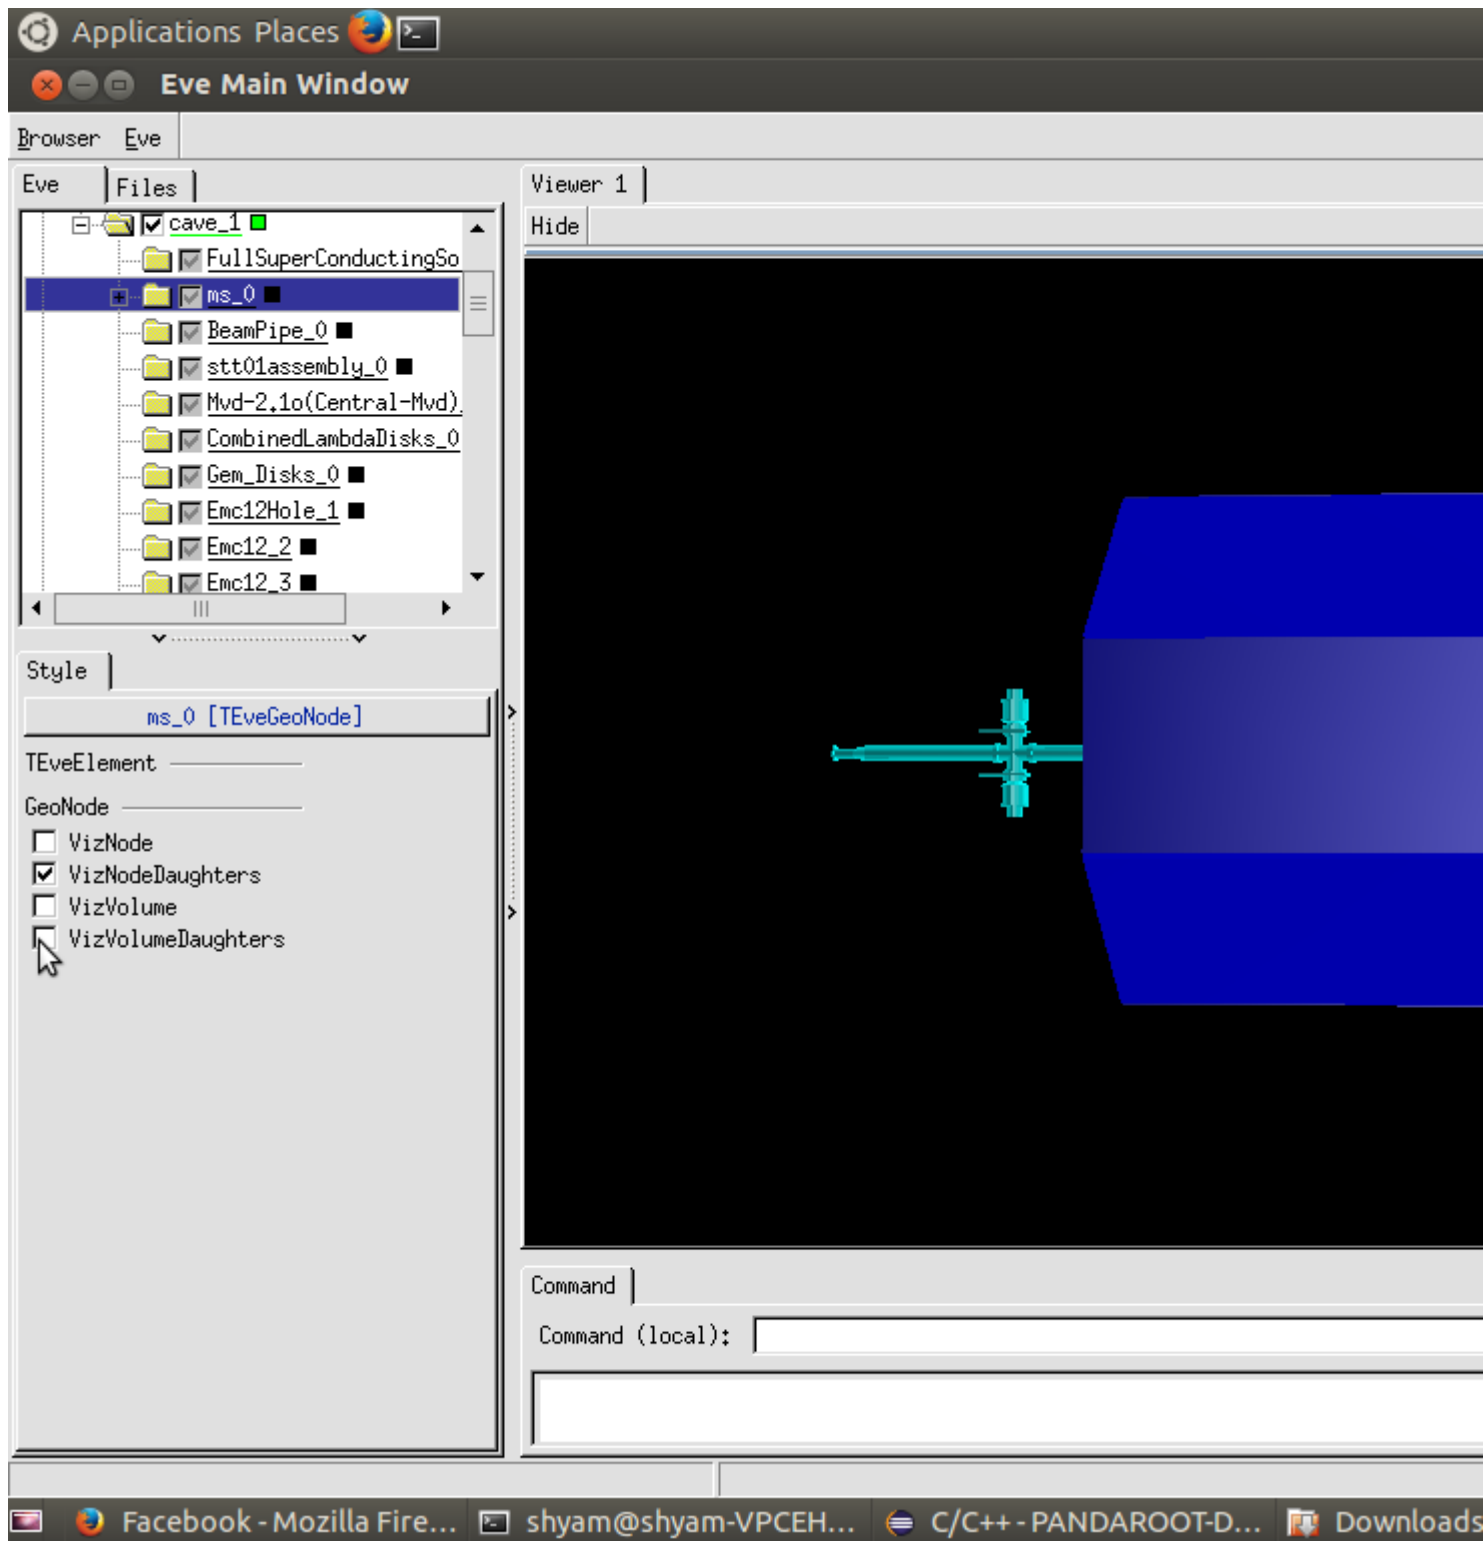 Applications Places
Eve Main Window
Browser Eve
Eve Files
cave_1
FullSuperConductingSo
ms_0
BeamPipe_0
stt01assembly_0
Mvd-2.1o(Central-Mvd)
CombinedLambdaDisks_0
Gem_Disks_0
Emc12Hole_1
Emc12_2
Emc12_3
Style
ms_0 [TEveGeoNode]
TEveElement
GeoNode
VizNode
VizNodeDaughters
VizVolume
VizVolumeDaughters
Viewer 1
Hide
Command
Command (local):
Facebook - Mozilla Fire... shyam@shyam-VPCEH... C/C++ - PANDAROOT-D... Downloads